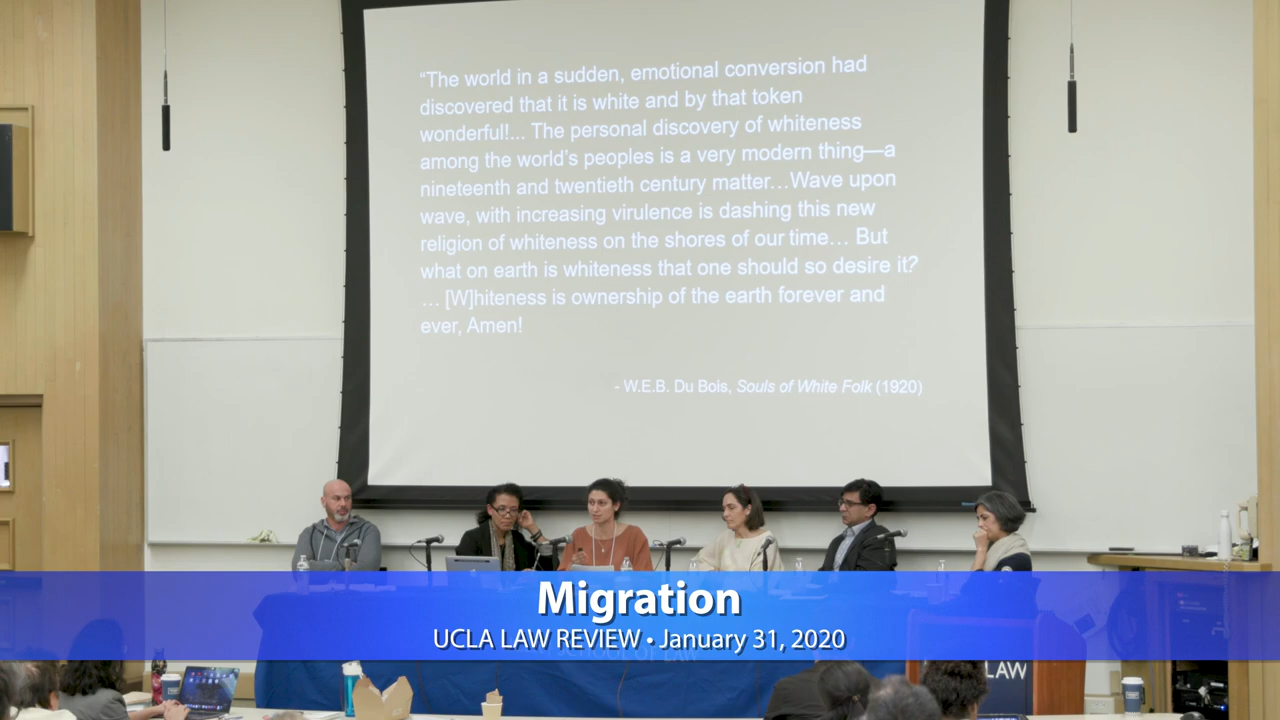 “The world in a sudden, emotional conversion had
discovered that it is white and by that token
wonderful!... The personal discovery of whiteness
among the world’s peoples is a very modern thing—a
nineteenth and twentieth century matter…Wave upon
wave, with increasing virulence is dashing this new
religion of whiteness on the shores of our time… But
what on earth is whiteness that one should so desire it?
… [W]hiteness is ownership of the earth forever and
ever, Amen!
- W.E.B. Du Bois, Souls of White Folk (1920)
Migration
UCLA LAW REVIEW • January 31, 2020
SCHOOL OF LAW
LAW